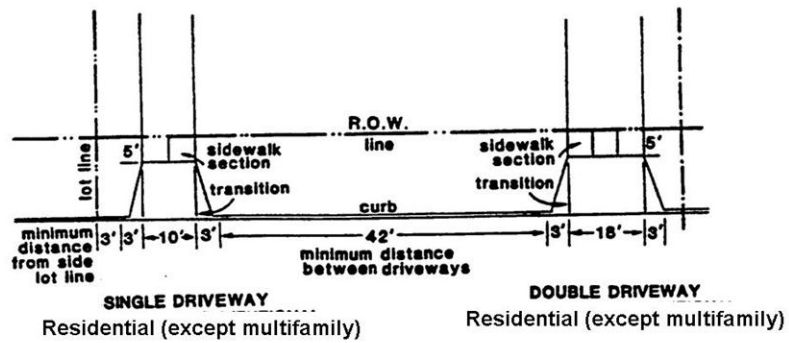 R.O.W.
line
lot line
5'
sidewalk
section
transition
curb
sidewalk
section
5'
transition
minimum
distance
from side
lot line
3' 3' 10' 3' 42' 3' 18' 3'
minimum distance
between driveways
SINGLE DRIVEWAY
Residential (except multifamily)
DOUBLE DRIVEWAY
Residential (except multifamily)